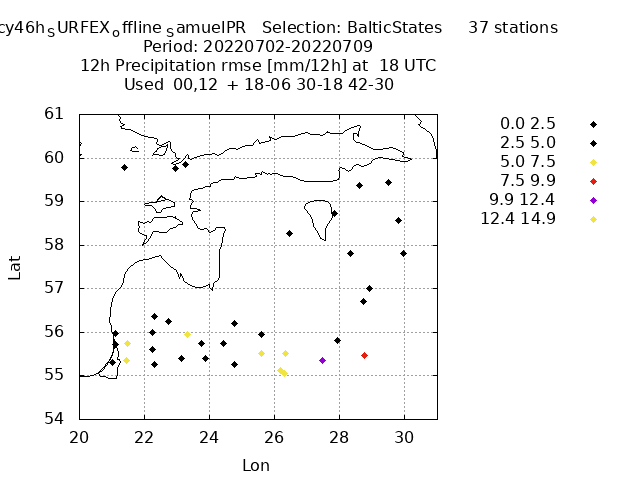 cy46hSURFEXoffline samuelPR Selection: BalticStates 37 stations
Period: 20220702-20220709
12h Precipitation rmse [mm/12h] at 18 UTC
Used 00,12 + 18-06 30-18 42-30
61
60
59
58
57
56
55
54
20 22 24 26 28 30
Lat
Lon
0.0 2.5
2.5 5.0
5.0 7.5
7.5 9.9
9.9 12.4
12.4 14.9